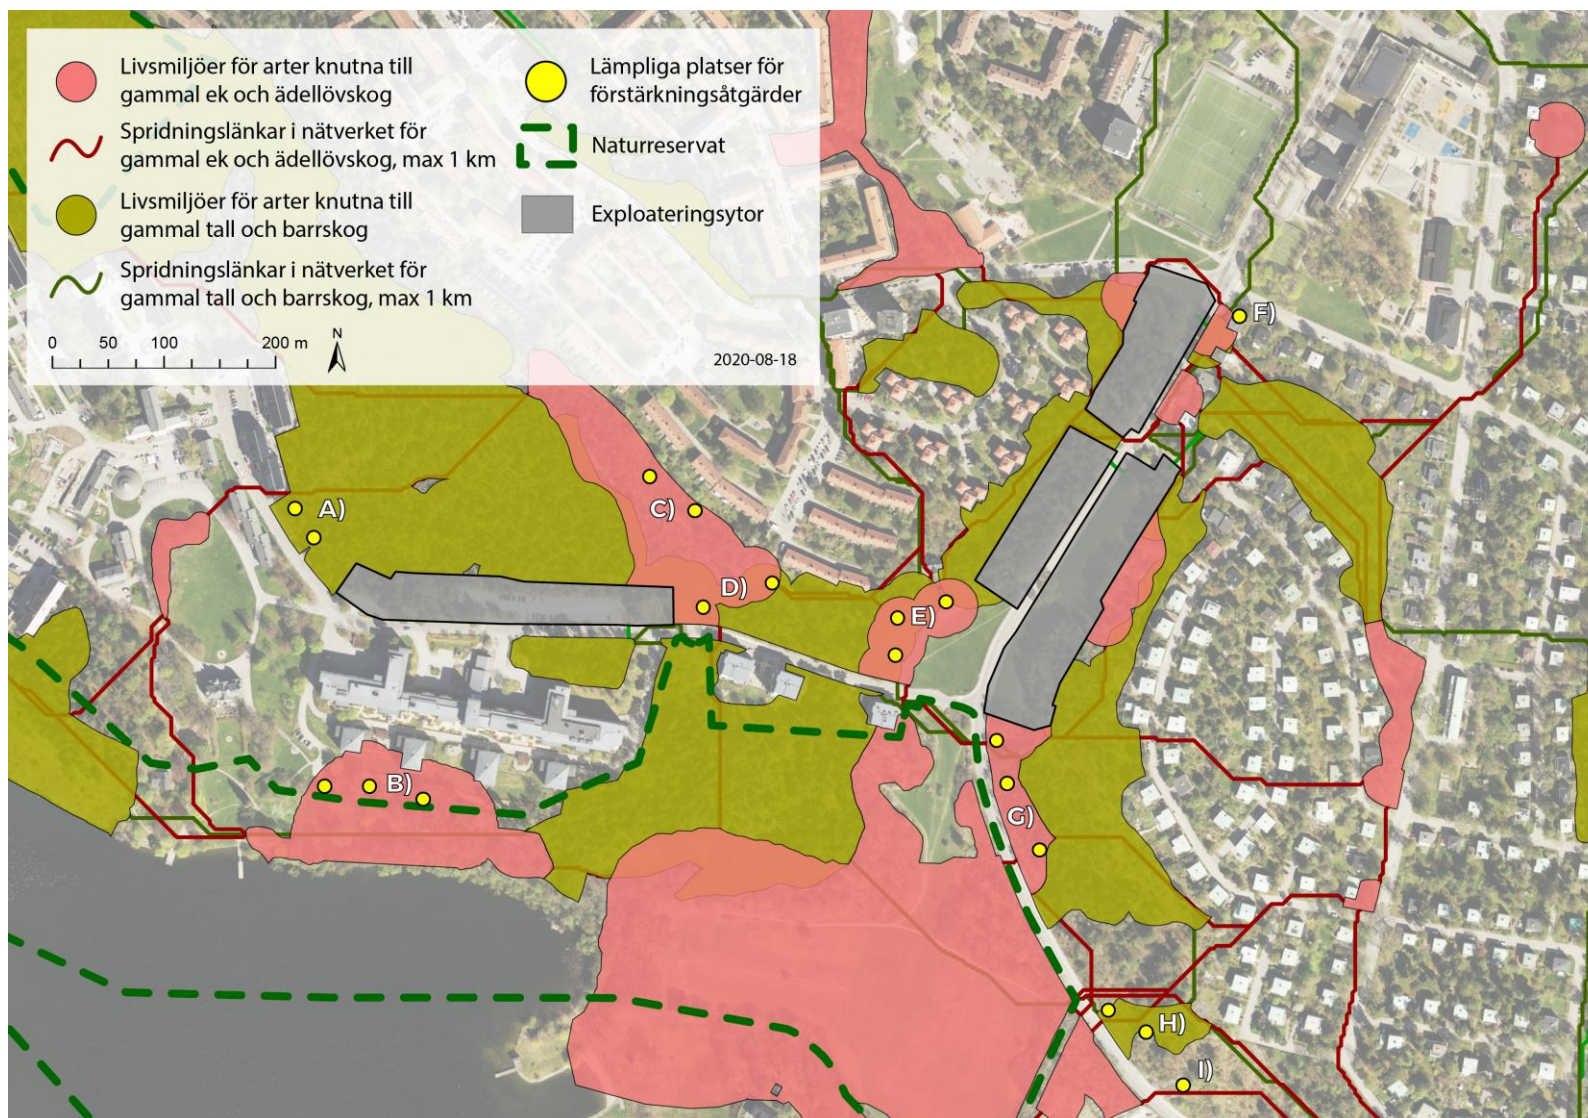 Livsmiljöer för arter knutna till
gammal ek och ädellövskog
Spridningslänkar i nätverket för
gammal ek och ädellövskog, max 1 km
Livsmiljöer för arter knutna till
gammal tall och barrskog
Spridningslänkar i nätverket för
gammal tall och barrskog, max 1 km
Lämpliga platser för
förstärkningsåtgärder
Naturreservat
Exploateringsytor
0 50 100 200 m
N
2020-08-18
F)
A)
C)
D)
E)
B)
G)
H)
I)